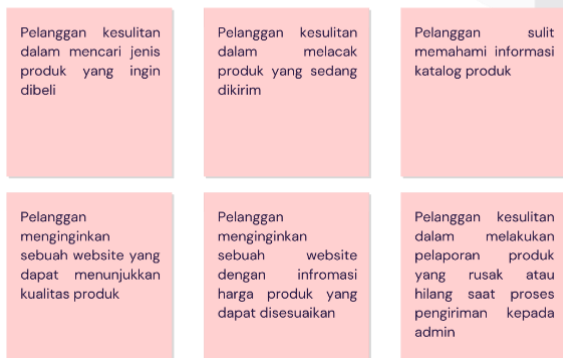 Pelanggan kesulitan
dalam mencari jenis
produk yang ingin
dibeli
Pelanggan kesulitan
dalam melacak
produk yang sedang
dikirim
Pelanggan sulit
memahami informasi
katalog produk
Pelanggan
menginginkan
sebuah website yang
dapat menunjukkan
kualitas produk
Pelanggan
menginginkan
sebuah website
dengan infromasi
harga produk yang
dapat disesuaikan
Pelanggan kesulitan
dalam melakukan
pelaporan produk
yang rusak atau
hilang saat proses
pengiriman kepada
admin